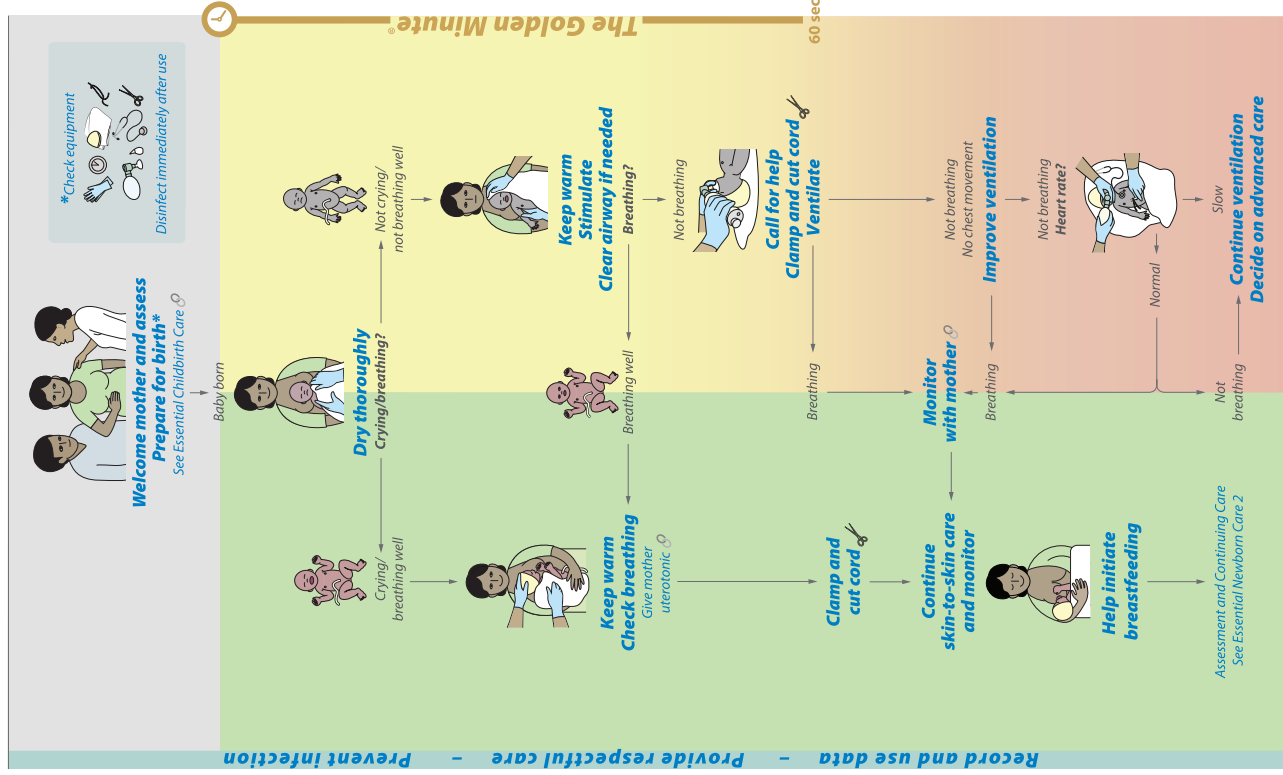 Welcome mother and assess
Prepare for birth*
See Essential Childbirth Care
*Check equipment
Disinfect immediately after use
Baby born
The Golden Minute®
60 sec
Dry thoroughly
Crying/breathing?
Crying/
breathing well
Not crying/
not breathing well
Keep warm
Check breathing
Give mother
uterotonic
Breathing well
Keep warm
Stimulate
Clear airway if needed
Breathing?
Not breathing
Call for help
Clamp and cut cord
Ventilate
Clamp and
cut cord
Breathing
Continue
skin-to-skin care
and monitor
Monitor
with mother
Not breathing
No chest movement
Improve ventilation
Breathing
Not breathing
Heart rate?
Help initiate
breastfeeding
Normal
Slow
Not
breathing
Continue ventilation
Decide on advanced care
Assessment and Continuing Care
See Essential Newborn Care 2
Prevent infection – Provide respectful care – Record and use data